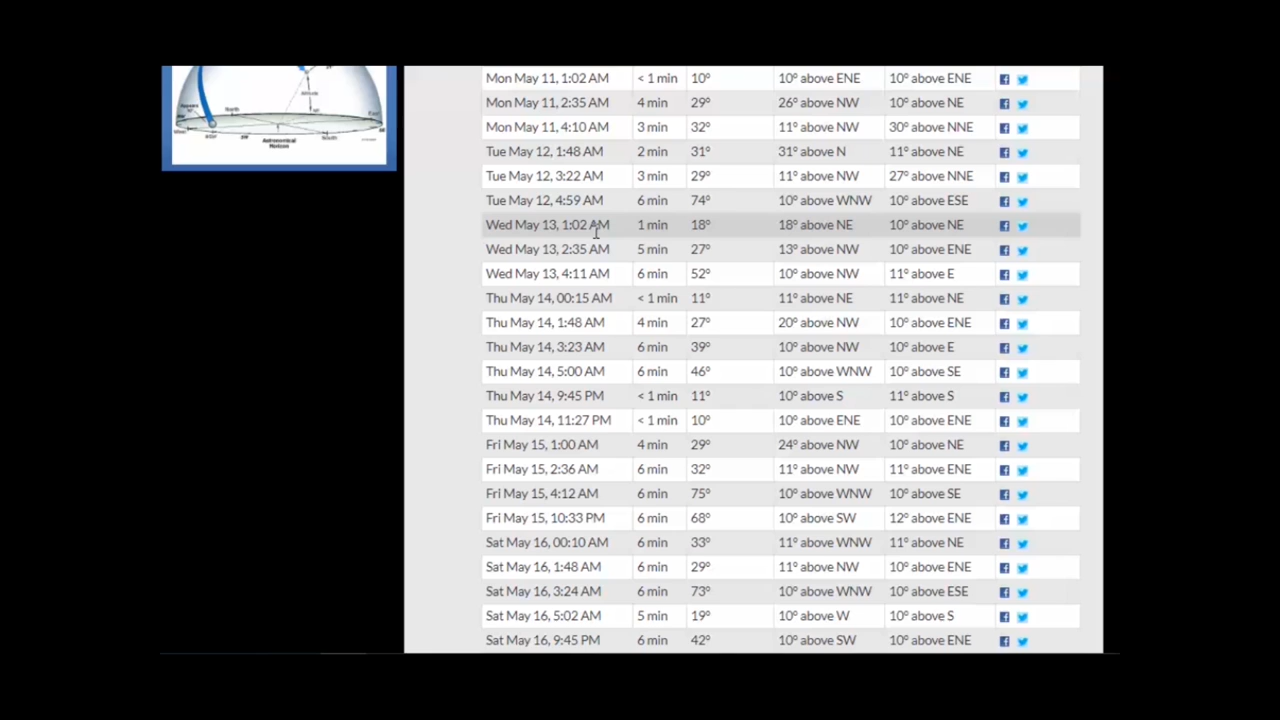 Altitude
North
East
West
South
Astronomical
Horizon
Mon May 11, 1:02 AM < 1 min 10° 10° above ENE 10° above ENE
Mon May 11, 2:35 AM 4 min 29° 26° above NW 10° above NE
Mon May 11, 4:10 AM 3 min 32° 11° above NW 30° above NNE
Tue May 12, 1:48 AM 2 min 31° 31° above N 11° above NE
Tue May 12, 3:22 AM 3 min 29° 11° above NW 27° above NNE
Tue May 12, 4:59 AM 6 min 74° 10° above WNW 10° above ESE
Wed May 13, 1:02 AM 1 min 18° 18° above NE 10° above NE
Wed May 13, 2:35 AM 5 min 27° 13° above NW 10° above ENE
Wed May 13, 4:11 AM 6 min 52° 10° above NW 11° above E
Thu May 14, 00:15 AM < 1 min 11° 11° above NE 11° above NE
Thu May 14, 1:48 AM 4 min 27° 20° above NW 10° above ENE
Thu May 14, 3:23 AM 6 min 39° 10° above NW 10° above E
Thu May 14, 5:00 AM 6 min 46° 10° above WNW 10° above SE
Thu May 14, 9:45 PM < 1 min 11° 10° above S 11° above S
Thu May 14, 11:27 PM < 1 min 10° 10° above ENE 10° above ENE
Fri May 15, 1:00 AM 4 min 29° 24° above NW 10° above NE
Fri May 15, 2:36 AM 6 min 32° 11° above NW 11° above ENE
Fri May 15, 4:12 AM 6 min 75° 10° above WNW 10° above SE
Fri May 15, 10:33 PM 6 min 68° 10° above SW 12° above ENE
Sat May 16, 00:10 AM 6 min 33° 11° above WNW 11° above NE
Sat May 16, 1:48 AM 6 min 29° 11° above NW 10° above ENE
Sat May 16, 3:24 AM 6 min 73° 10° above WNW 10° above ESE
Sat May 16, 5:02 AM 5 min 19° 10° above W 10° above S
Sat May 16, 9:45 PM 6 min 42° 10° above SW 10° above ENE